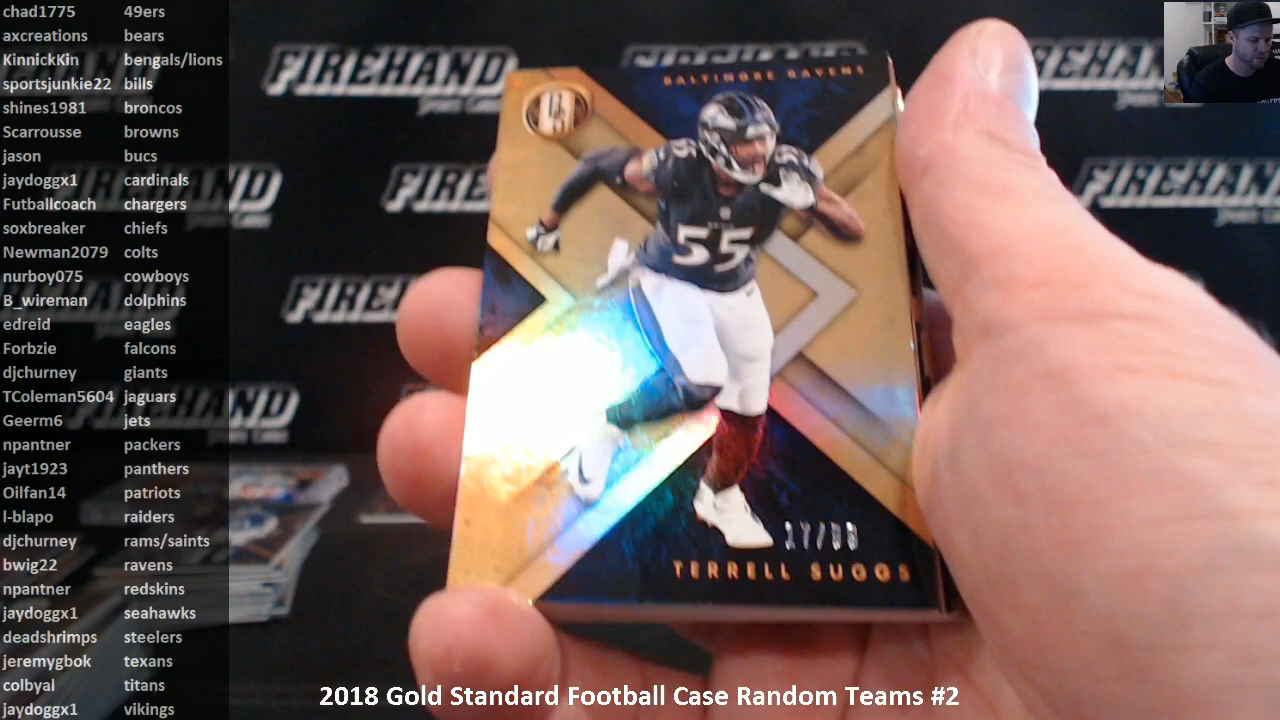 chad1775 49ers
axcreations bears
KinnickKin bengals/lions
sportsjunkie22 bills
shines1981 broncos
Scarrousse browns
jason bucs
jaydoggx1 cardinals
Futballcoach chargers
soxbreaker chiefs
Newman2079 colts
nurboy075 cowboys
B_wireman dolphins
edreid eagles
Forbzie falcons
djchurney giants
TColeman5604 jaguars
Geerm6 jets
npantner packers
jayt1923 panthers
Oilfan14 patriots
l-blapo raiders
djchurney rams/saints
bwig22 ravens
npantner redskins
jaydoggx1 seahawks
deadshrimps steelers
jeremygbok texans
colbyal titans
jaydoggx1 vikings
FIREHAND
FIREHAND
FIREHAND
BALTIMORE RAVENS
55
TERRELL SUGGS
2018 Gold Standard Football Case Random Teams #2